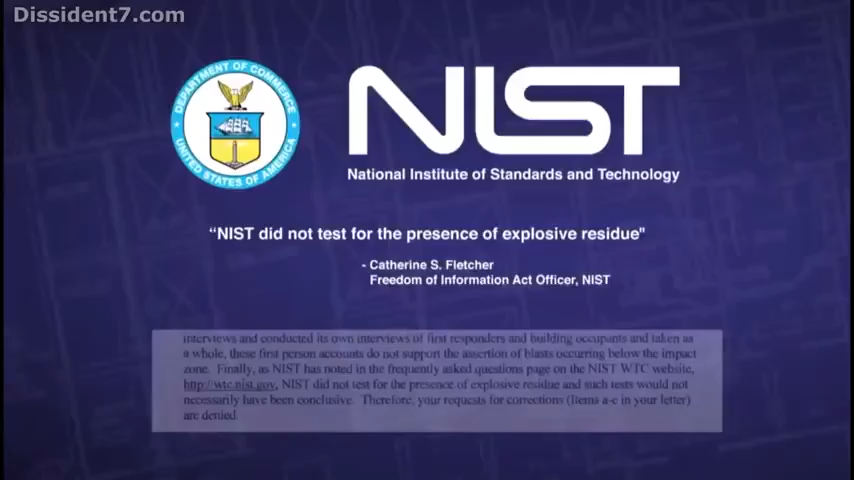 Dissident7.com
DEPARTMENT OF COMMERCE
UNITED STATES OF AMERICA
NIST
National Institute of Standards and Technology
“NIST did not test for the presence of explosive residue"
- Catherine S. Fletcher
Freedom of Information Act Officer, NIST
interviews and conducted its own interviews of first responders and building occupants and taken as
a whole, these first person accounts do not support the assertion of blasts occurring below the impact
zone. Finally, as NIST has noted in the frequently asked questions page on the NIST WTC website,
http://wtc.nist.gov, NIST did not test for the presence of explosive residue and such tests would not
necessarily have been conclusive. Therefore, your requests for corrections (Items a-c in your letter)
are denied.